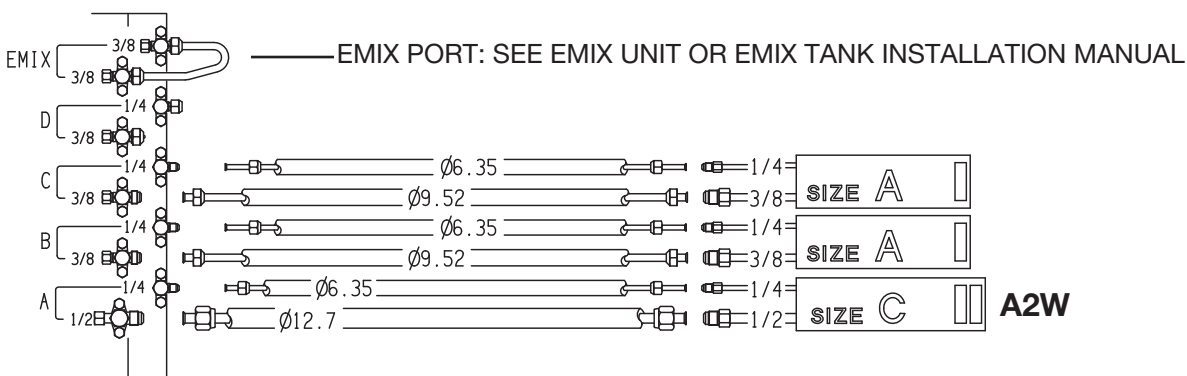 EMIX
3/8
3/8
EMIX PORT: SEE EMIX UNIT OR EMIX TANK INSTALLATION MANUAL
D
1/4
3/8
C
1/4
3/8
Ø6.35
Ø9.52
1/4
3/8
SIZE A
B
1/4
3/8
Ø6.35
Ø9.52
1/4
3/8
SIZE A
A
1/4
1/2
Ø6.35
Ø12.7
1/4
1/2
SIZE C
A2W